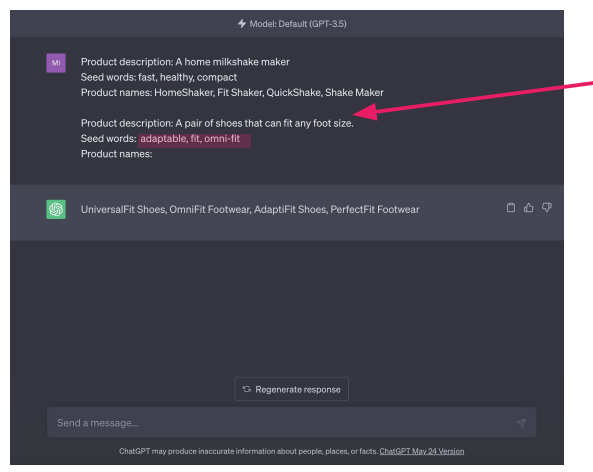 Model: Default (GPT-3.5)
MI
Product description: A home milkshake maker
Seed words: fast, healthy, compact
Product names: HomeShaker, Fit Shaker, QuickShake, Shake Maker
Product description: A pair of shoes that can fit any foot size.
Seed words: adaptable, fit, omni-fit
Product names:
UniversalFit Shoes, OmniFit Footwear, AdaptiFit Shoes, PerfectFit Footwear
Regenerate response
Send a message...
ChatGPT may produce inaccurate information about people, places, or facts. ChatGPT May 24 Version